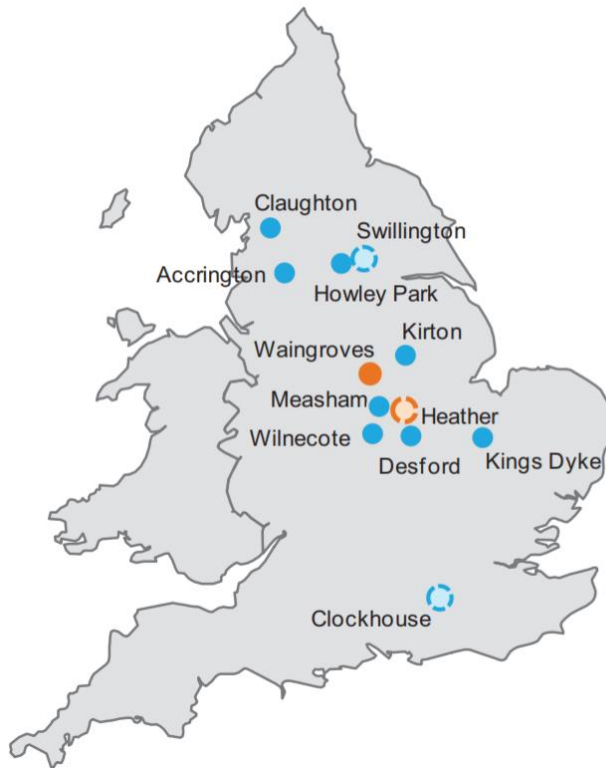 Claughton
Swillington
Accrington
Howley Park
Kirton
Waingroves
Measham
Heather
Wilnecote
Desford
Kings Dyke
Clockhouse